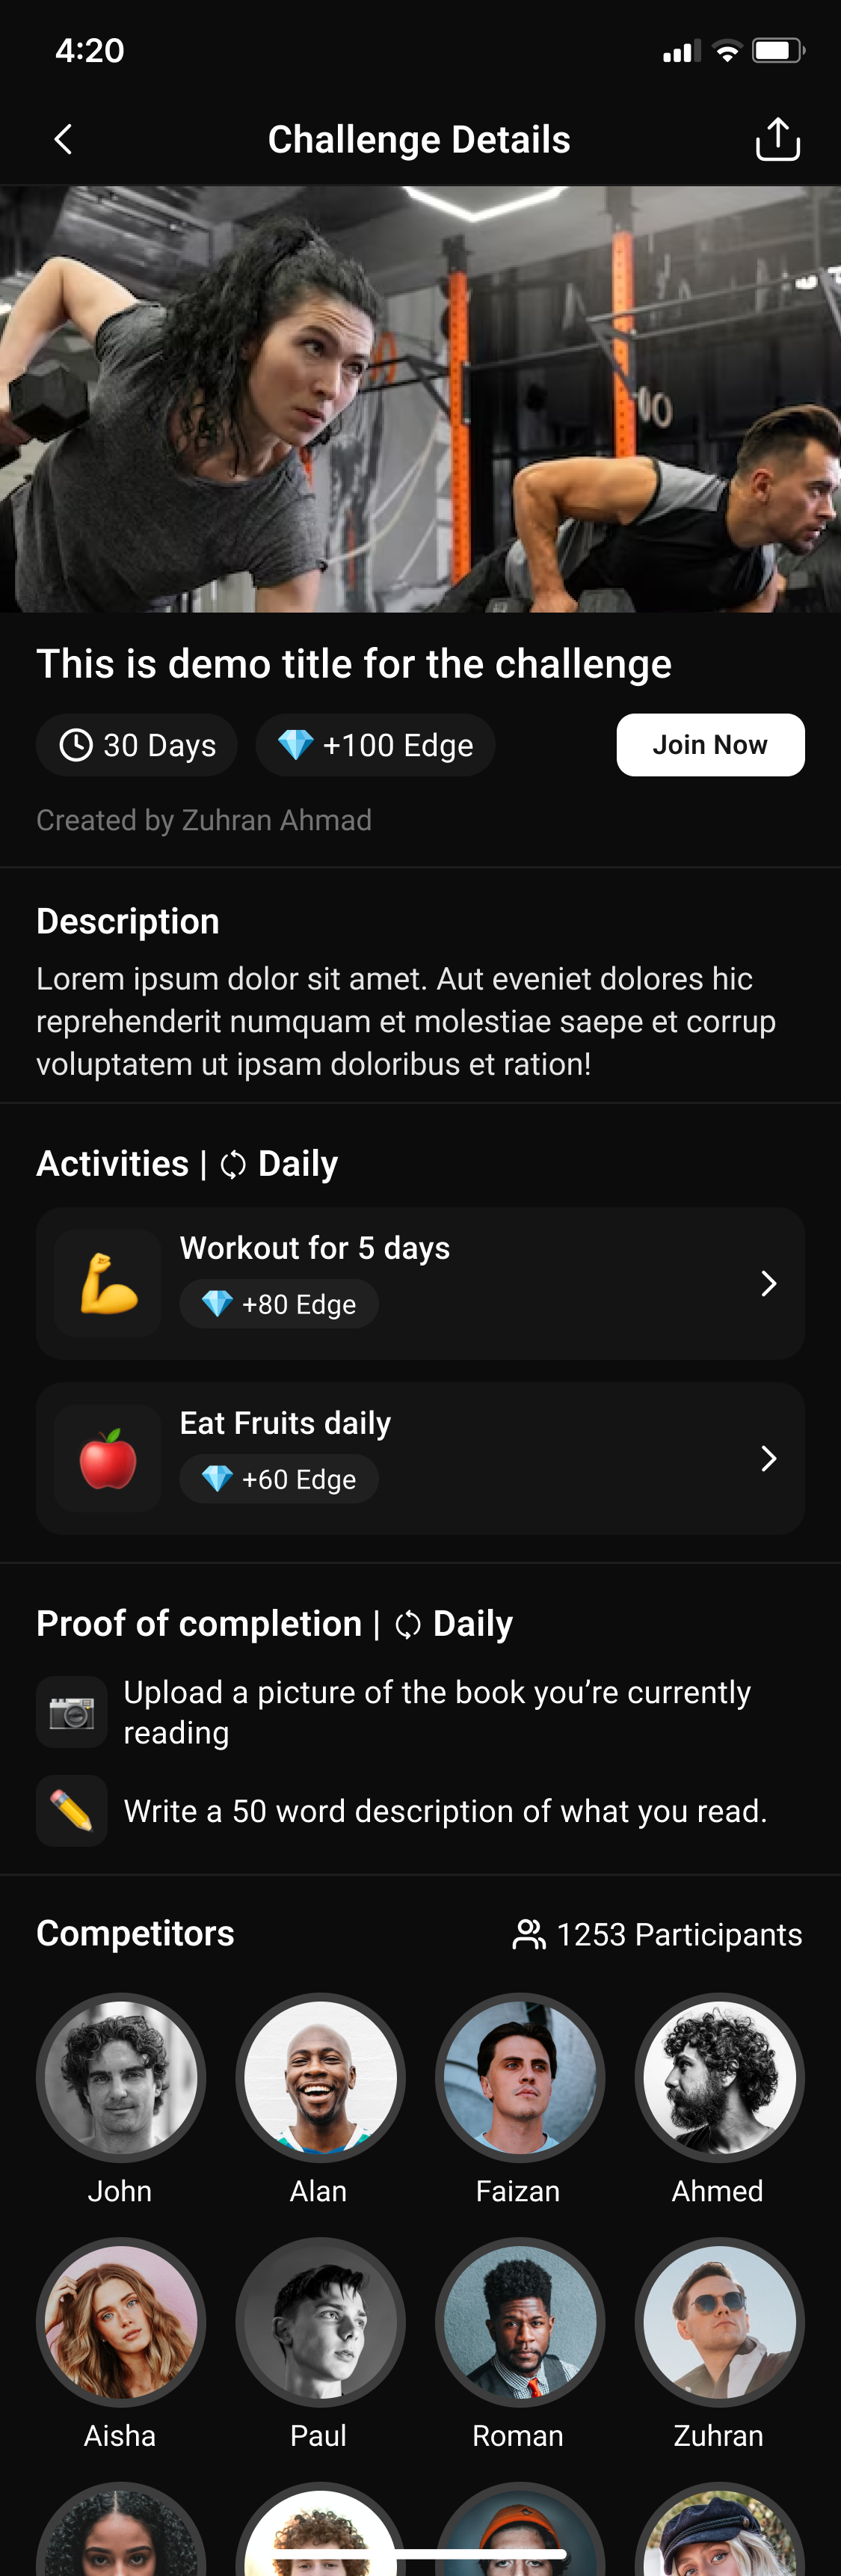 4:20
Challenge Details
This is demo title for the challenge
30 Days
+100 Edge
Join Now
Created by Zuhran Ahmad
Description
Lorem ipsum dolor sit amet. Aut eveniet dolores hic
reprehenderit numquam et molestiae saepe et corrup
voluptatem ut ipsam doloribus et ration!
Activities | Daily
Workout for 5 days
+80 Edge
Eat Fruits daily
+60 Edge
Proof of completion | Daily
Upload a picture of the book you’re currently
reading
Write a 50 word description of what you read.
Competitors
1253 Participants
John
Alan
Faizan
Ahmed
Aisha
Paul
Roman
Zuhran